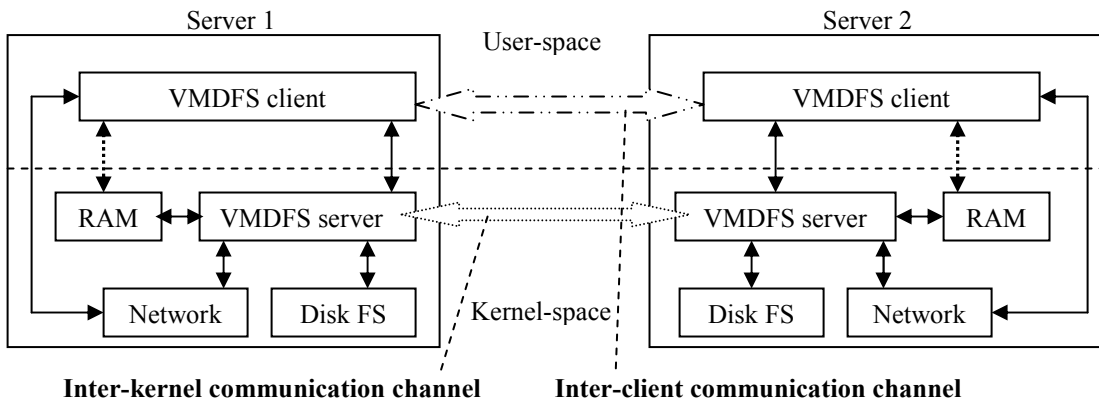 Server 1
Server 2
User-space
VMDFS client
VMDFS client
RAM
VMDFS server
VMDFS server
RAM
Network
Disk FS
Kernel-space
Disk FS
Network
Inter-kernel communication channel
Inter-client communication channel